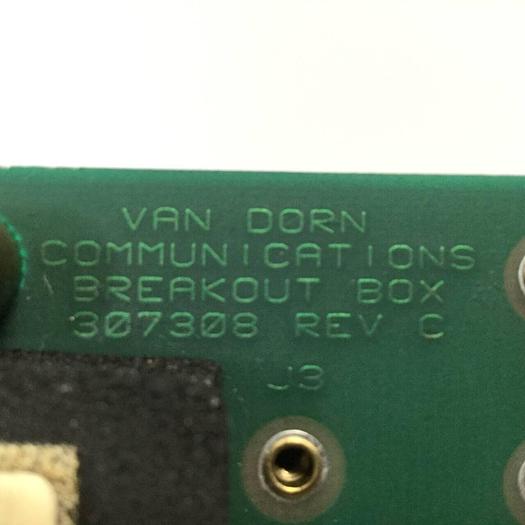 VAN DORN
COMMUNICATIONS
BREAKOUT BOX
307308 REV C
J3